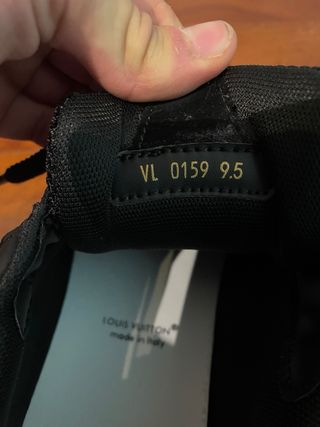 VL 0159 9.5
LOUIS VUITTON®
made in Italy